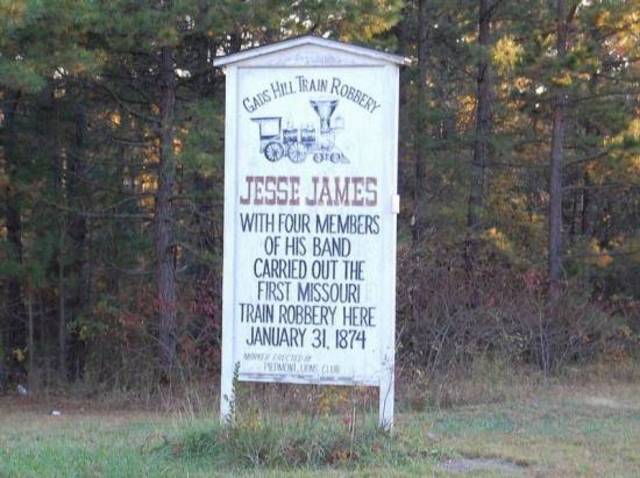 GADS HILL TRAIN ROBBERY
JESSE JAMES
WITH FOUR MEMBERS
OF HIS BAND
CARRIED OUT THE
FIRST MISSOURI
TRAIN ROBBERY HERE
JANUARY 31, 1874
MARKER ERECTED BY
PIEDMONT LIONS CLUB